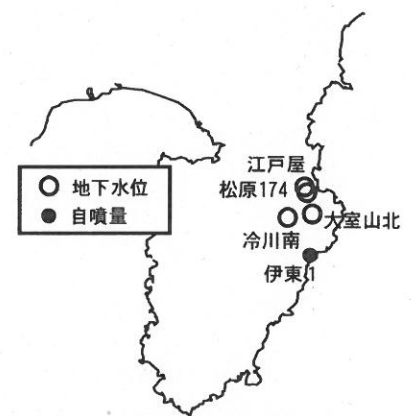 江戸屋
松原174
地下水位
自噴量
大室山北
冷川南
伊東1